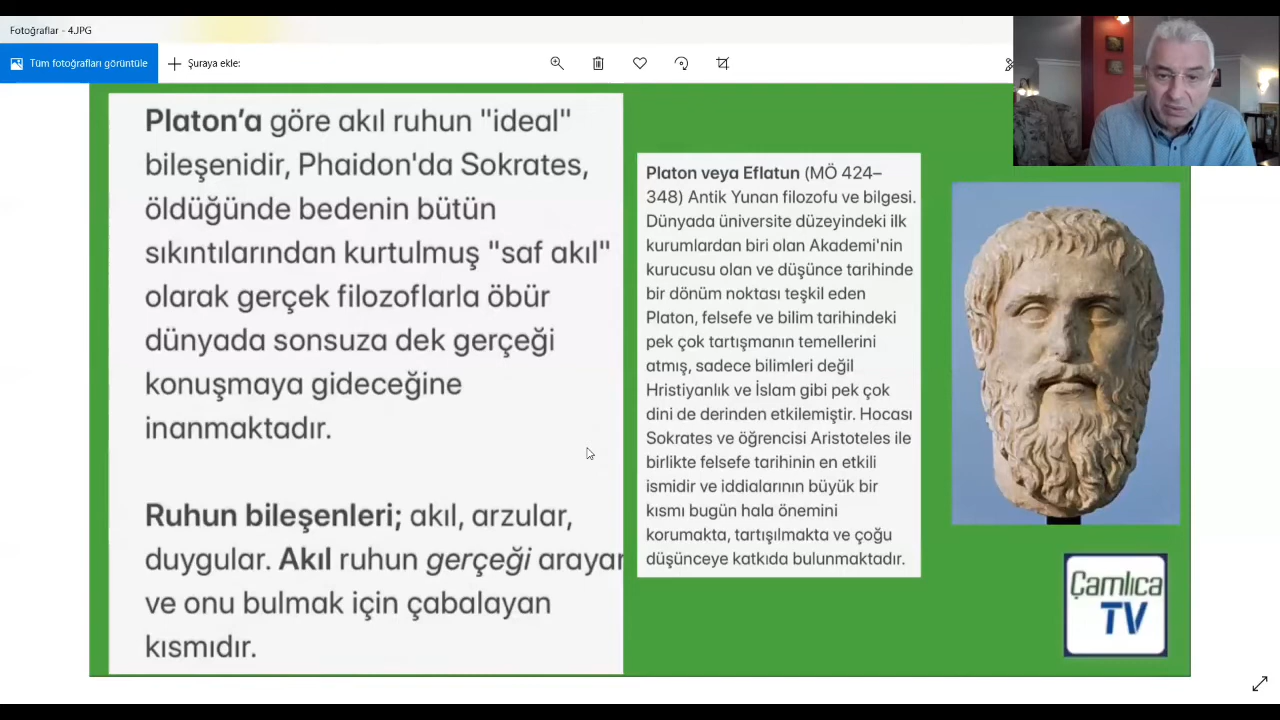 Fotoğraflar - 4.JPG
Tüm fotoğrafları görüntüle
Şuraya ekle:
Platon’a göre akıl ruhun "ideal"
bileşenidir, Phaidon'da Sokrates,
öldüğünde bedenin bütün
sıkıntılarından kurtulmuş "saf akıl"
olarak gerçek filozoflarla öbür
dünyada sonsuza dek gerçeği
konuşmaya gideceğine
inanmaktadır.
Ruhun bileşenleri; akıl, arzular,
duygular. Akıl ruhun gerçeği arayan
ve onu bulmak için çabalayan
kısmıdır.
Platon veya Eflatun (MÖ 424–
348) Antik Yunan filozofu ve bilgesi.
Dünyada üniversite düzeyindeki ilk
kurumlardan biri olan Akademi'nin
kurucusu olan ve düşünce tarihinde
bir dönüm noktası teşkil eden
Platon, felsefe ve bilim tarihindeki
pek çok tartışmanın temellerini
atmış, sadece bilimleri değil
Hristiyanlık ve İslam gibi pek çok
dini de derinden etkilemiştir. Hocası
Sokrates ve öğrencisi Aristoteles ile
birlikte felsefe tarihinin en etkili
ismidir ve iddialarının büyük bir
kısmı bugün hala önemini
korumakta, tartışılmakta ve çoğu
düşünceye katkıda bulunmaktadır.
Çamlıca
TV